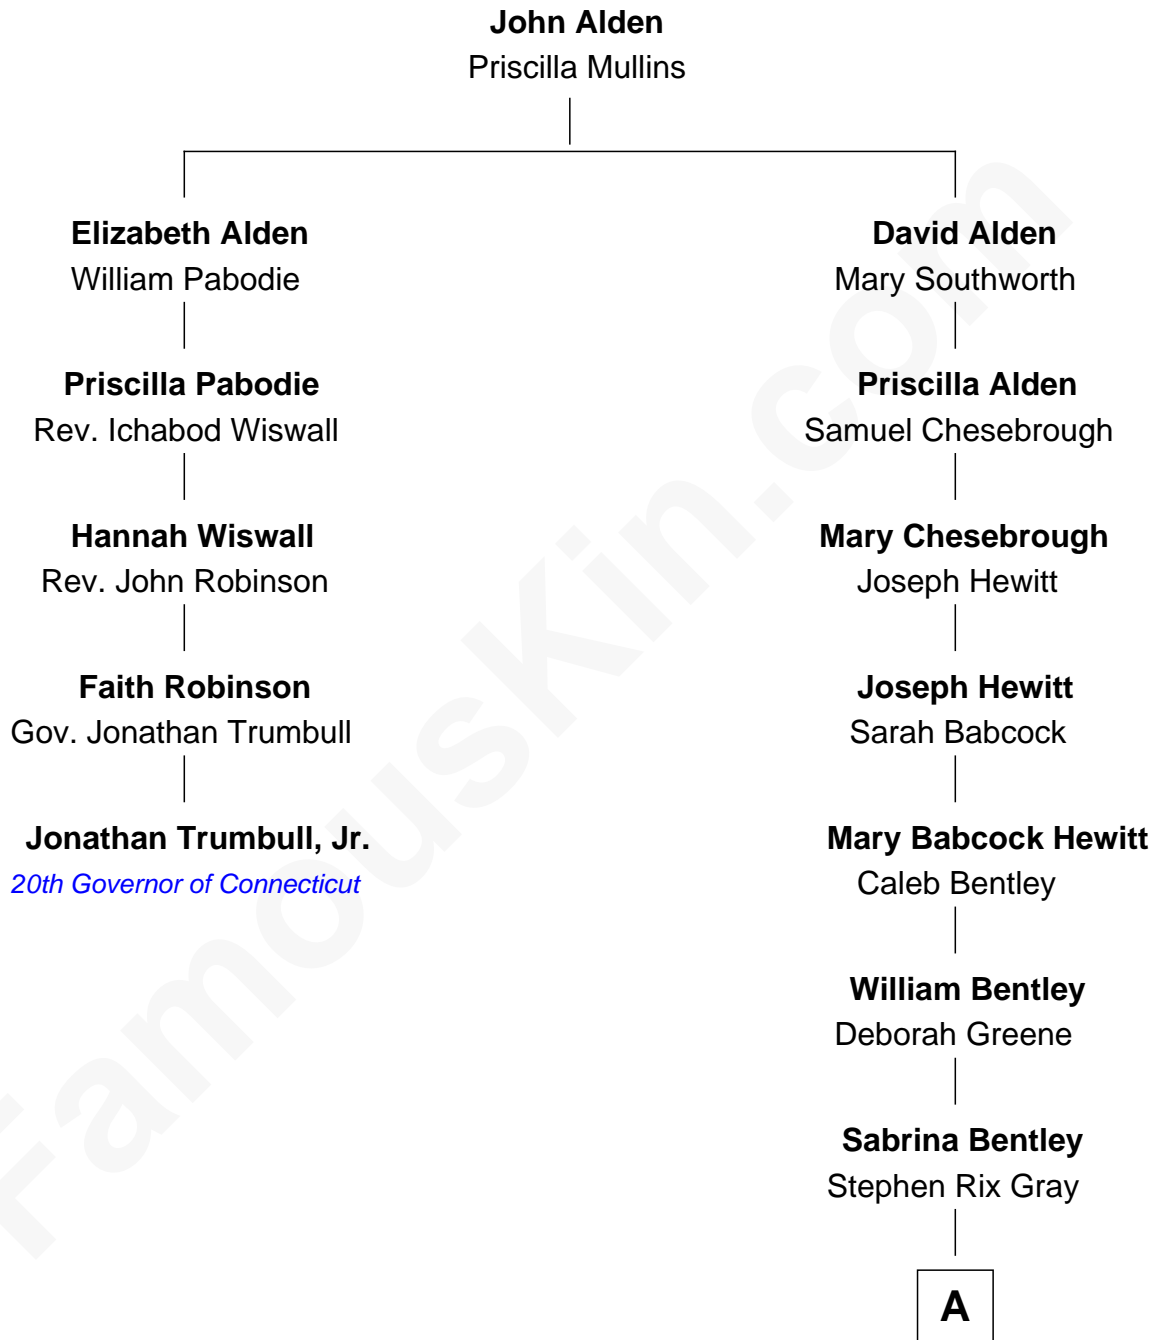 John Alden
Priscilla Mullins
Elizabeth Alden
William Pabodie
David Alden
Mary Southworth
Priscilla Pabodie
Rev. Ichabod Wiswall
Priscilla Alden
Samuel Chesebrough
Hannah Wiswall
Rev. John Robinson
Mary Chesebrough
Joseph Hewitt
Faith Robinson
Gov. Jonathan Trumbull
Joseph Hewitt
Sarah Babcock
Jonathan Trumbull, Jr.
20th Governor of Connecticut
Mary Babcock Hewitt
Caleb Bentley
William Bentley
Deborah Greene
Sabrina Bentley
Stephen Rix Gray
A
FamousKin.com